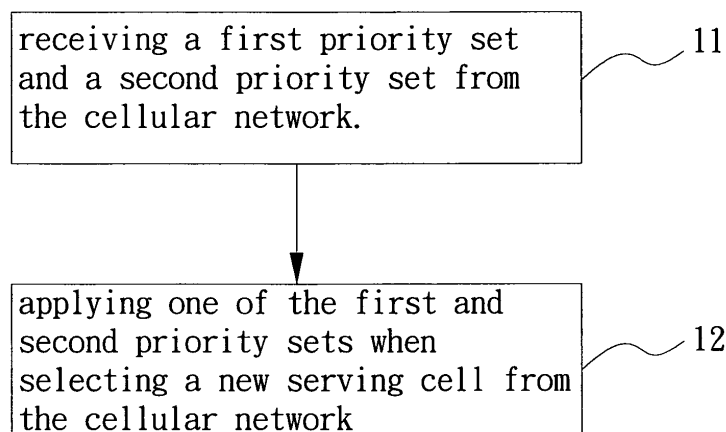 receiving a first priority set
and a second priority set from
the cellular network.
11
applying one of the first and
second priority sets when
selecting a new serving cell from
the cellular network
12